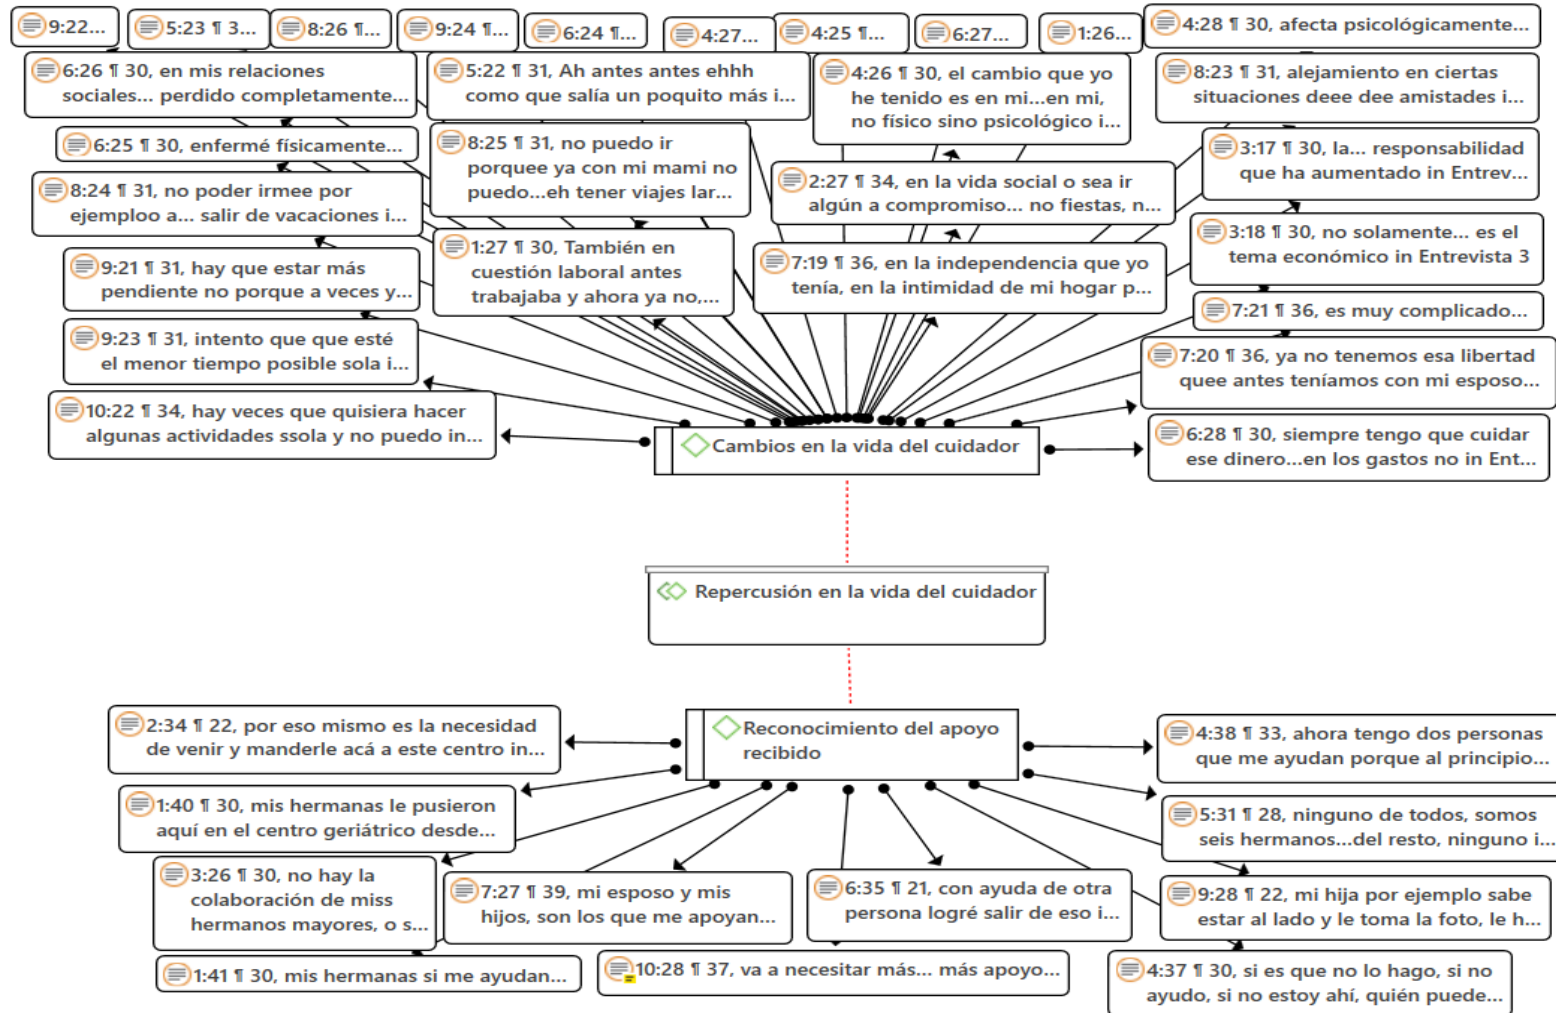 9:22...
5:23 ¶ 3...
8:26 ¶...
9:24 ¶...
6:24 ¶...
4:27...
4:25 ¶...
6:27...
1:26...
4:28 ¶ 30, afecta psicológicamente...
6:26 ¶ 30, en mis relaciones
sociales... perdido completamente...
5:22 ¶ 31, Ah antes antes ehhh
como que salía un poquito más i...
4:26 ¶ 30, el cambio que yo
he tenido es en mi...en mi,
no físico sino psicológico i...
8:23 ¶ 31, alejamiento en ciertas
situaciones deee dee amistades i...
6:25 ¶ 30, enfermé físicamente...
8:25 ¶ 31, no puedo ir
porquee ya con mi mami no
puedo...eh tener viajes lar...
3:17 ¶ 30, la... responsabilidad
que ha aumentado in Entrev...
8:24 ¶ 31, no poder irmee por
ejemploo a... salir de vacaciones i...
2:27 ¶ 34, en la vida social o sea ir
algún a compromiso... no fiestas, n...
3:18 ¶ 30, no solamente... es el
tema económico in Entrevista 3
9:21 ¶ 31, hay que estar más
pendiente no porque a veces y...
1:27 ¶ 30, También en
cuestión laboral antes
trabajaba y ahora ya no,...
7:19 ¶ 36, en la independencia que yo
tenía, en la intimidad de mi hogar p...
7:21 ¶ 36, es muy complicado...
9:23 ¶ 31, intento que que esté
el menor tiempo posible sola i...
7:20 ¶ 36, ya no tenemos esa libertad
quee antes teníamos con mi esposo...
10:22 ¶ 34, hay veces que quisiera hacer
algunas actividades ssola y no puedo in...
Cambios en la vida del cuidador
6:28 ¶ 30, siempre tengo que cuidar
ese dinero...en los gastos no in Ent...
Repercusión en la vida del cuidador
2:34 ¶ 22, por eso mismo es la necesidad
de venir y manderle acá a este centro in...
Reconocimiento del apoyo
recibido
4:38 ¶ 33, ahora tengo dos personas
que me ayudan porque al principio...
1:40 ¶ 30, mis hermanas le pusieron
aquí en el centro geriátrico desde...
5:31 ¶ 28, ninguno de todos, somos
seis hermanos...del resto, ninguno i...
3:26 ¶ 30, no hay la
colaboración de miss
hermanos mayores, o s...
7:27 ¶ 39, mi esposo y mis
hijos, son los que me apoyan...
6:35 ¶ 21, con ayuda de otra
persona logré salir de eso i...
9:28 ¶ 22, mi hija por ejemplo sabe
estar al lado y le toma la foto, le h...
1:41 ¶ 30, mis hermanas si me ayudan...
10:28 ¶ 37, va a necesitar más... más apoyo...
4:37 ¶ 30, si es que no lo hago, si no
ayudo, si no estoy ahí, quién puede...